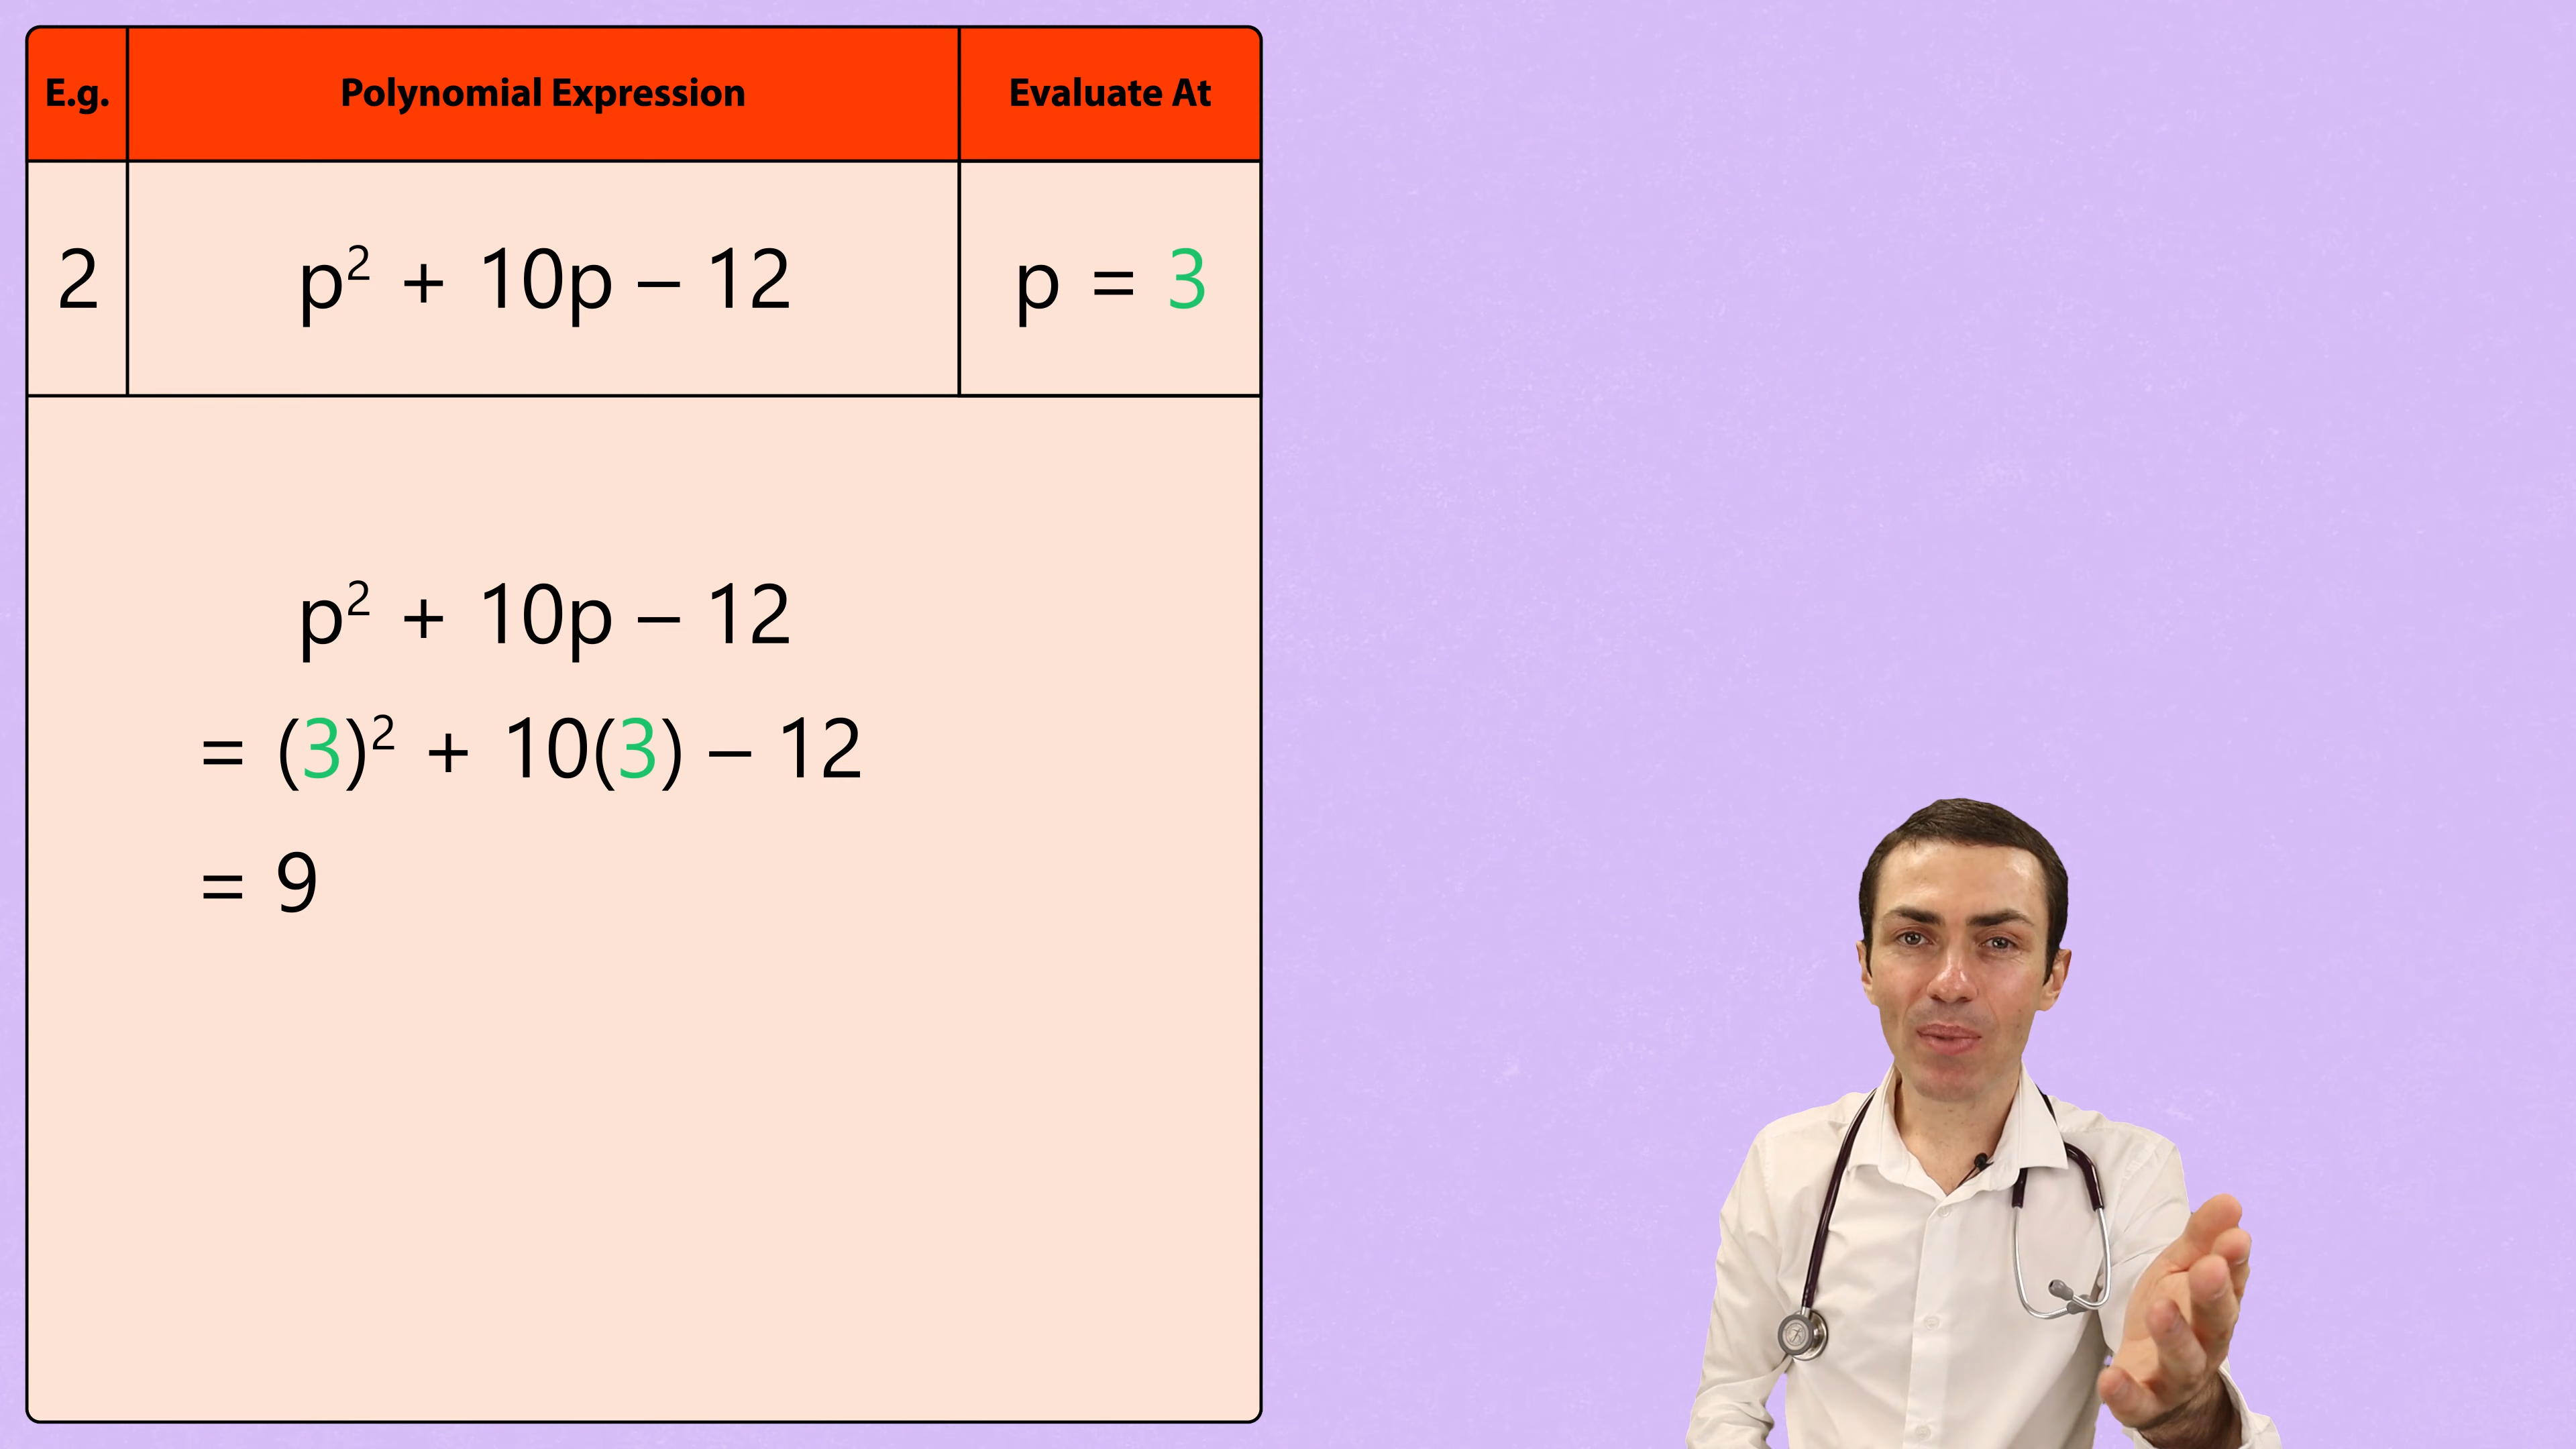 E.g. Polynomial Expression Evaluate At
2 p² + 10p – 12 p = 3
p² + 10p – 12
= (3)² + 10(3) – 12
= 9